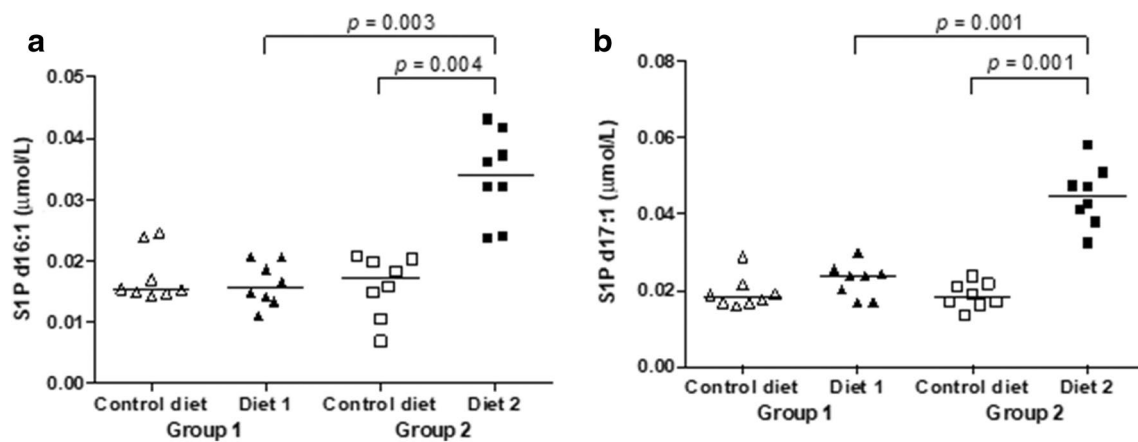 a
p = 0.003
p = 0.004
S1P d16:1 (μmol/L)
0.05
0.04
0.03
0.02
0.01
0.00
Control diet Diet 1 Control diet Diet 2
Group 1 Group 2
b
p = 0.001
p = 0.001
S1P d17:1 (μmol/L)
0.08
0.06
0.04
0.02
0.00
Control diet Diet 1 Control diet Diet 2
Group 1 Group 2